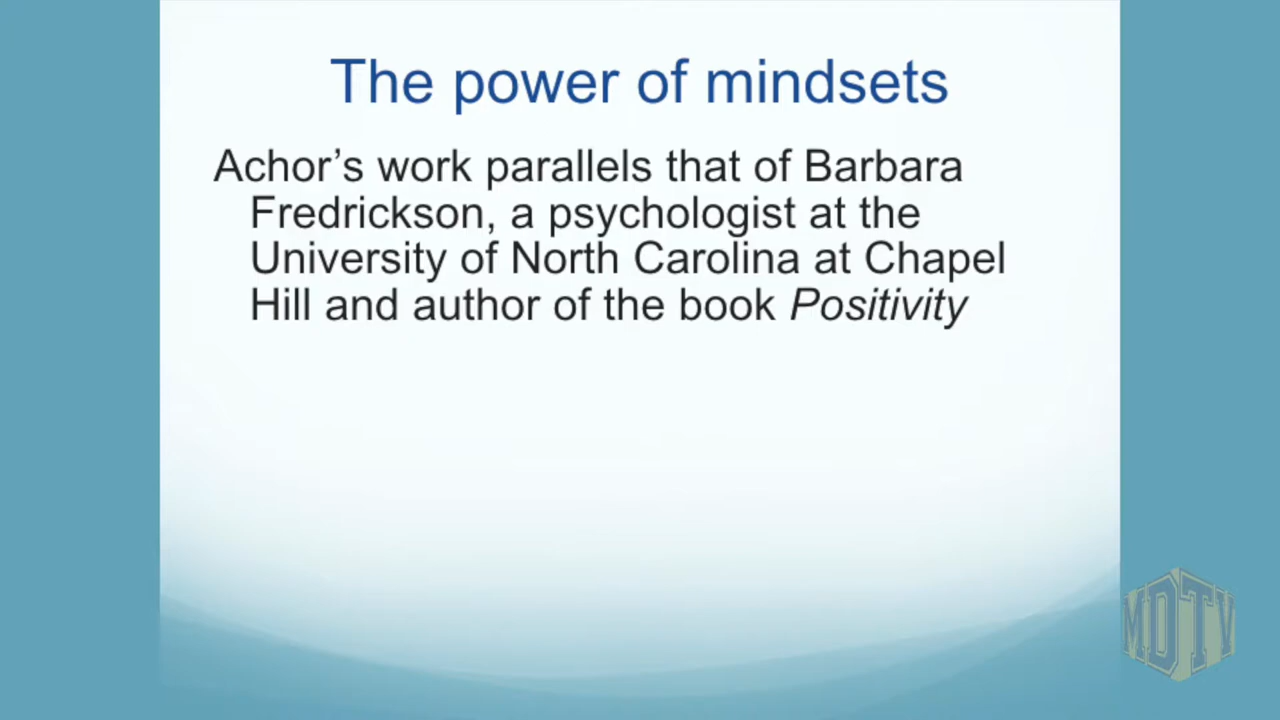 The power of mindsets
Achor’s work parallels that of Barbara
Fredrickson, a psychologist at the
University of North Carolina at Chapel
Hill and author of the book Positivity
MDTV